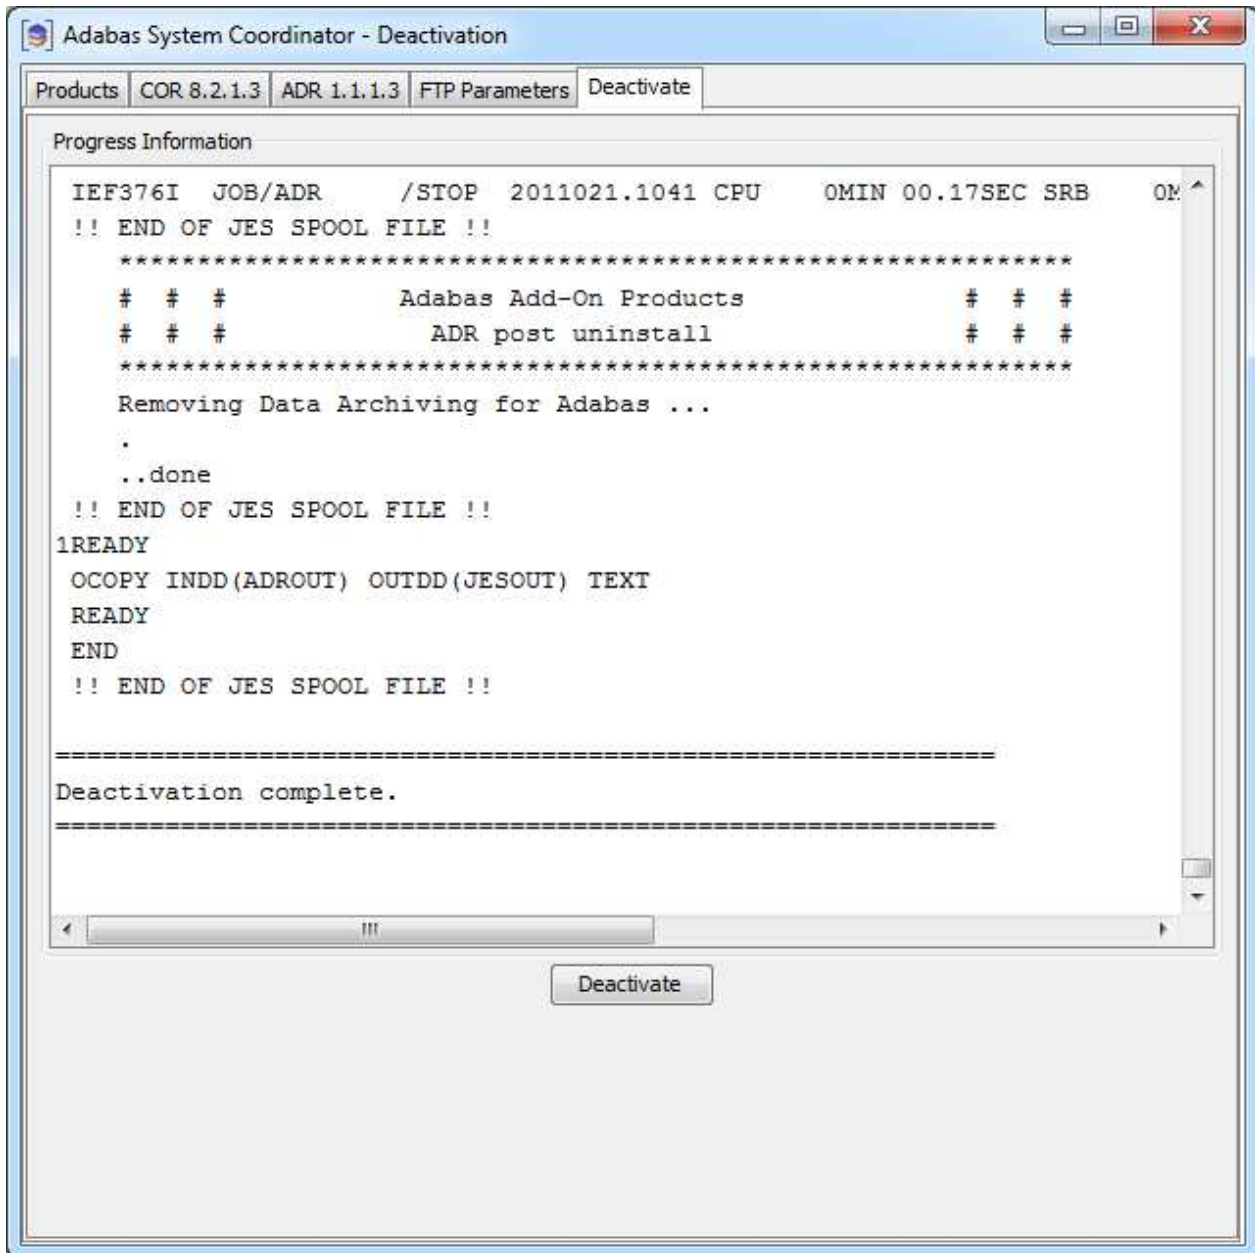 Adabas System Coordinator - Deactivation
Products COR 8.2.1.3 ADR 1.1.1.3 FTP Parameters Deactivate
Progress Information
IEF376I JOB/ADR /STOP 2011021.1041 CPU 0MIN 00.17SEC SRB 0M
!! END OF JES SPOOL FILE !!
*************************************************************
# # # Adabas Add-On Products # # #
# # # ADR post uninstall # # #
*************************************************************
Removing Data Archiving for Adabas ...
.
..done
!! END OF JES SPOOL FILE !!
1READY
OCOPY INDD(ADROUT) OUTDD(JESOUT) TEXT
READY
END
!! END OF JES SPOOL FILE !!
============================================================
Deactivation complete.
============================================================
Deactivate